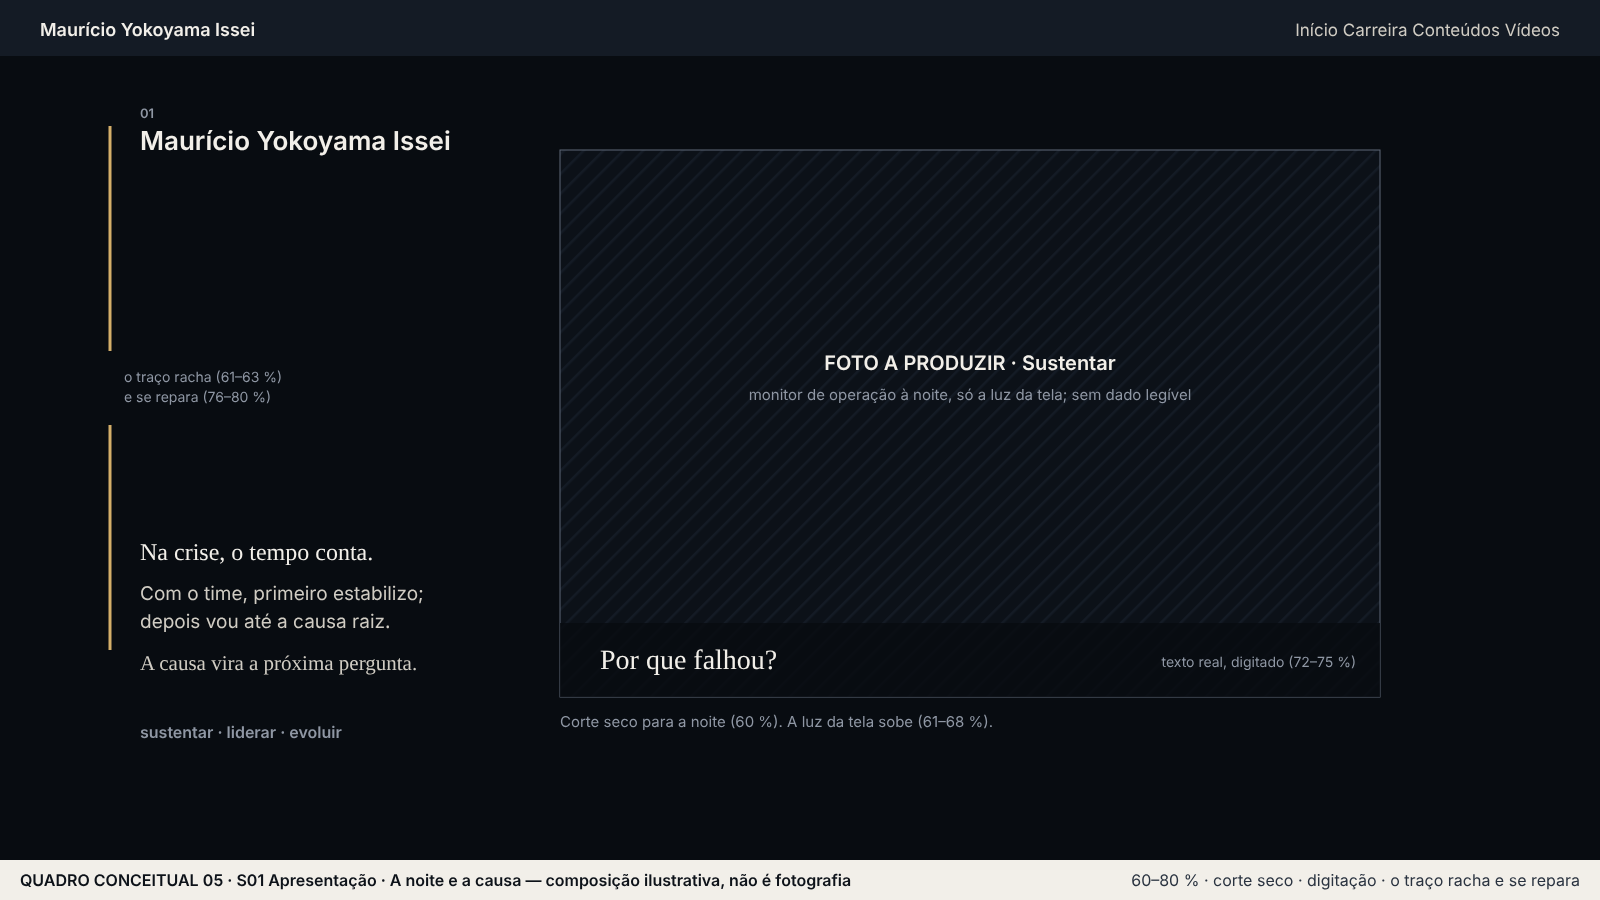 Maurício Yokoyama Issei
Início Carreira Conteúdos Vídeos
01
Maurício Yokoyama Issei
o traço racha (61–63 %)
e se repara (76–80 %)
Na crise, o tempo conta.
Com o time, primeiro estabilizo;
depois vou até a causa raiz.
A causa vira a próxima pergunta.
sustentar · liderar · evoluir
FOTO A PRODUZIR · Sustentar
monitor de operação à noite, só a luz da tela; sem dado legível
Por que falhou?
texto real, digitado (72–75 %)
Corte seco para a noite (60 %). A luz da tela sobe (61–68 %).
QUADRO CONCEITUAL 05 · S01 Apresentação · A noite e a causa — composição ilustrativa, não é fotografia
60–80 % · corte seco · digitação · o traço racha e se repara